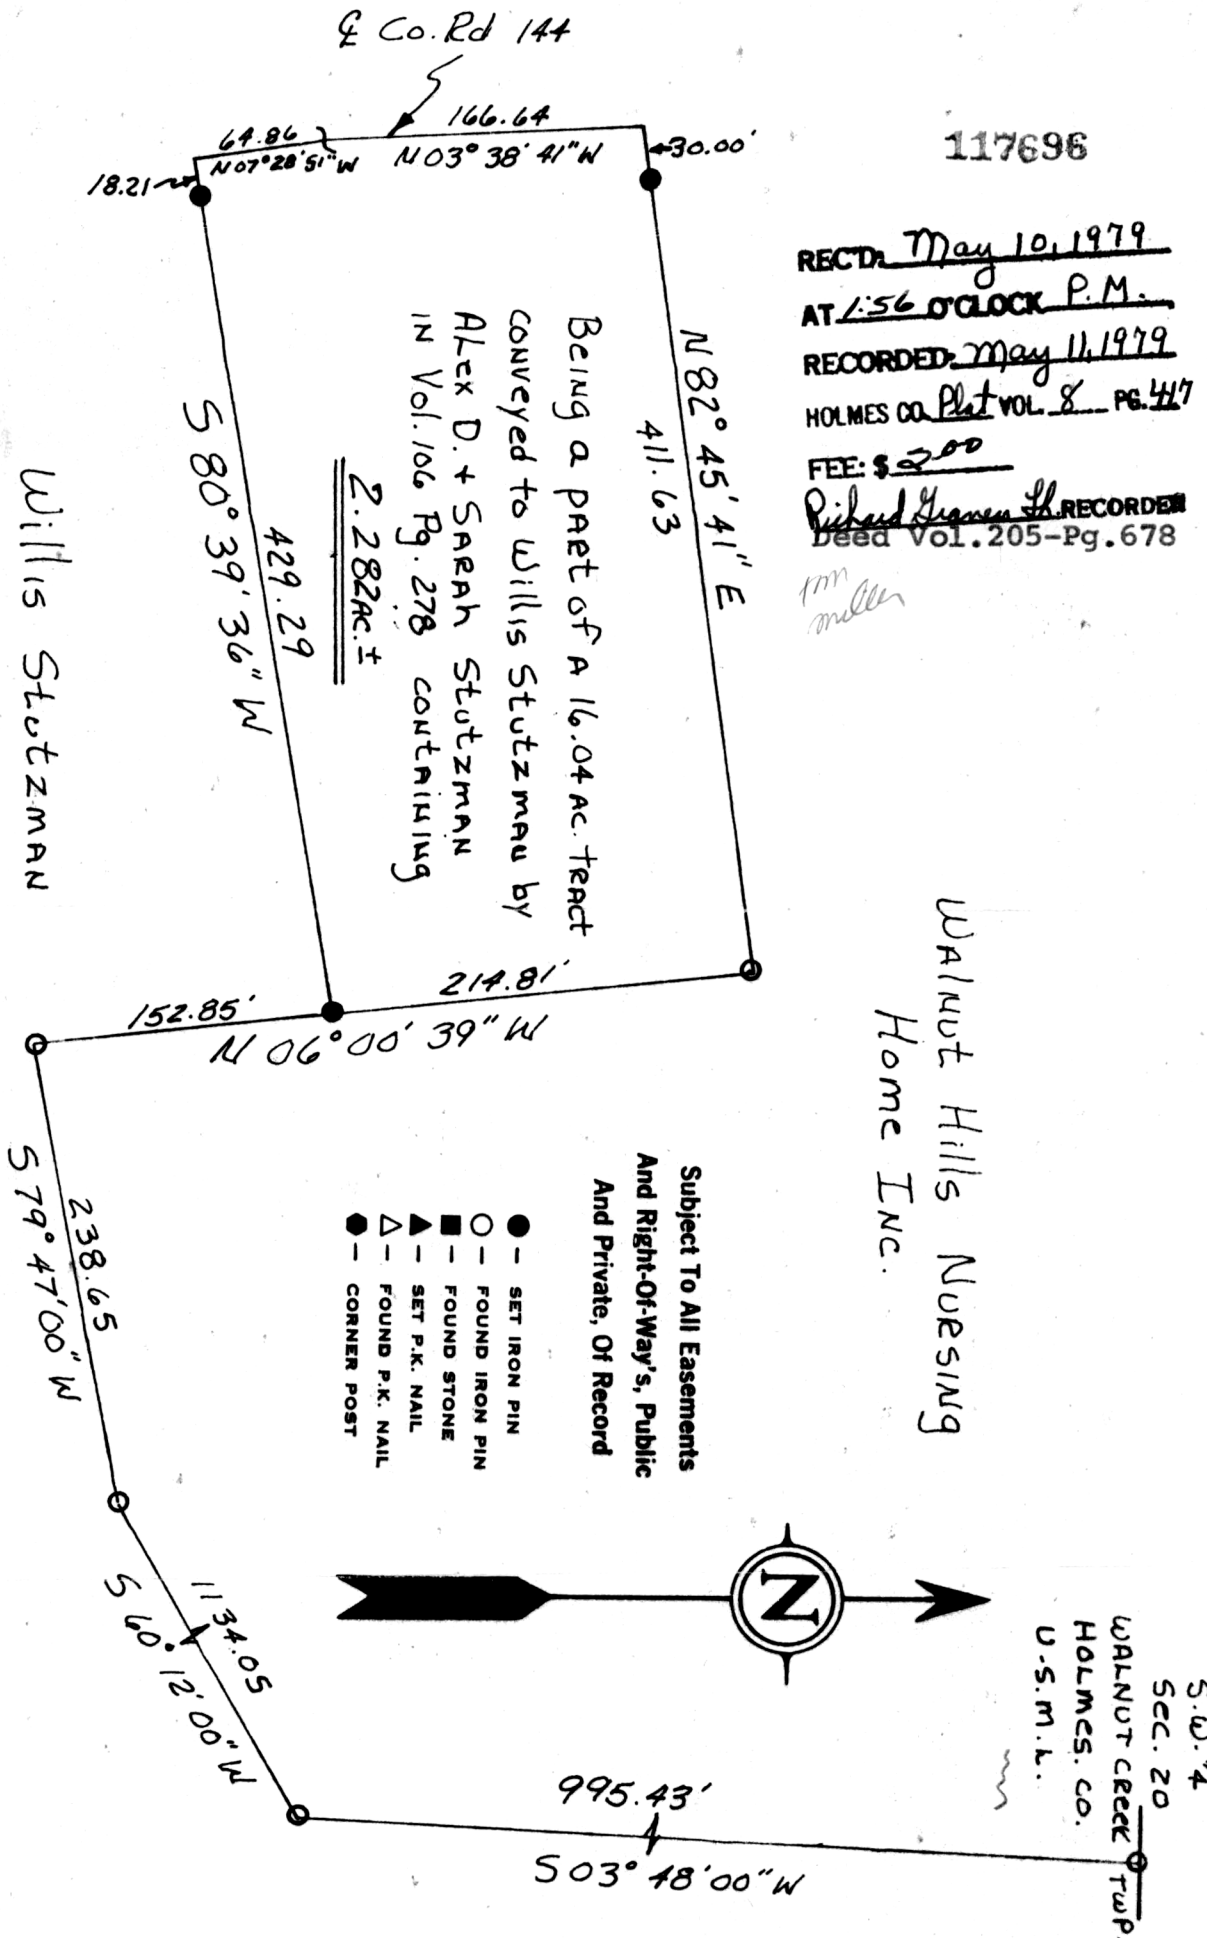 ℄ Co. Rd 144
166.64
N 03° 38' 41" W
64.86
N 07° 28' 51" W
18.21
30.00'
117696
REC'D: May 10, 1979
AT 1:56 O'CLOCK P.M.
RECORDED: May 11, 1979
HOLMES CO. Plat VOL. 8 PG. 417
FEE: $ 2.00
Richard RECORDER
Deed Vol.205-Pg.678
miller
N 82° 45' 41" E
411.63
Being a part of A 16.04 Ac. tract
conveyed to Willis Stutzman by
Alex D. + Sarah Stutzman
in Vol. 106 Pg. 278 containing
2.282 Ac. ±
429.29
S 80° 39' 36" W
Willis Stutzman
214.81'
152.85'
N 06° 00' 39" W
Walnut Hills Nursing
Home Inc.
Subject To All Easements
And Right-Of-Way's, Public
And Private, Of Record
● – SET IRON PIN
○ – FOUND IRON PIN
■ – FOUND STONE
▲ – SET P.K. NAIL
△ – FOUND P.K. NAIL
⬢ – CORNER POST
238.65
S 79° 47' 00" W
1134.05
S 60° 12' 00" W
N
995.43'
S 03° 48' 00" W
S.W. 1/4
Sec. 20
Walnut Creek Twp.
Holmes. Co.
U.S.M.L.